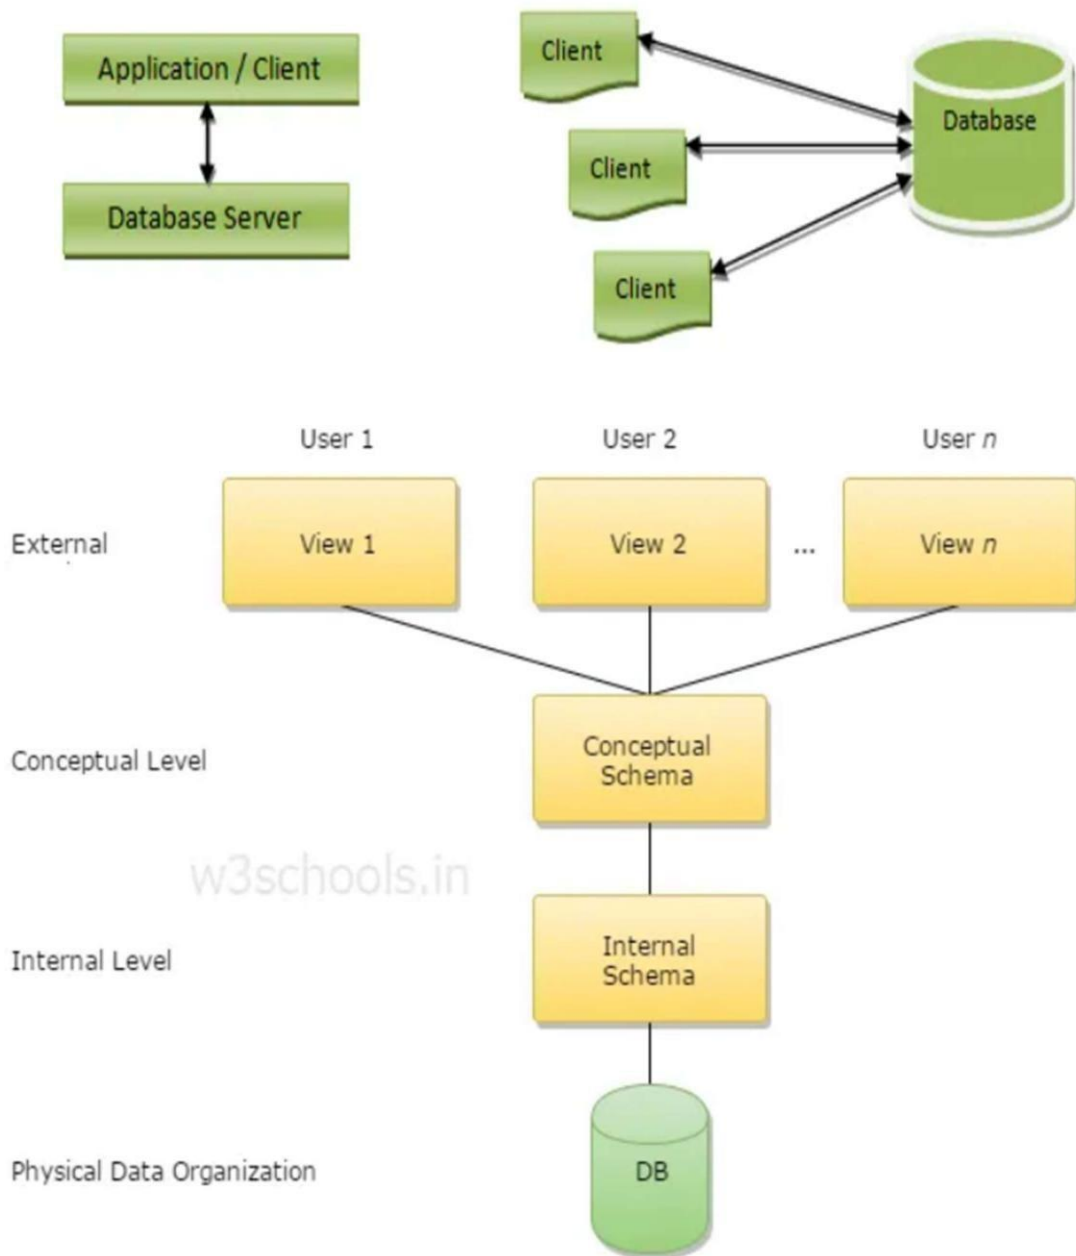 Application / Client
Database Server
Client
Client
Client
Database
User 1
User 2
User n
External
View 1
View 2
...
View n
Conceptual Level
Conceptual
Schema
w3schools.in
Internal Level
Internal
Schema
Physical Data Organization
DB